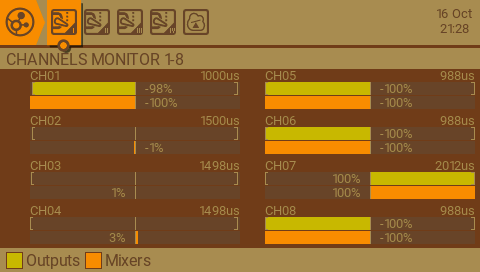 16 Oct
21:28
CHANNELS MONITOR 1-8
CH01 1000us
-98%
-100%
CH02 1500us
-1%
CH03 1498us
1%
CH04 1498us
3%
CH05 988us
-100%
-100%
CH06 988us
-100%
-100%
CH07 2012us
100%
100%
CH08 988us
-100%
-100%
Outputs Mixers